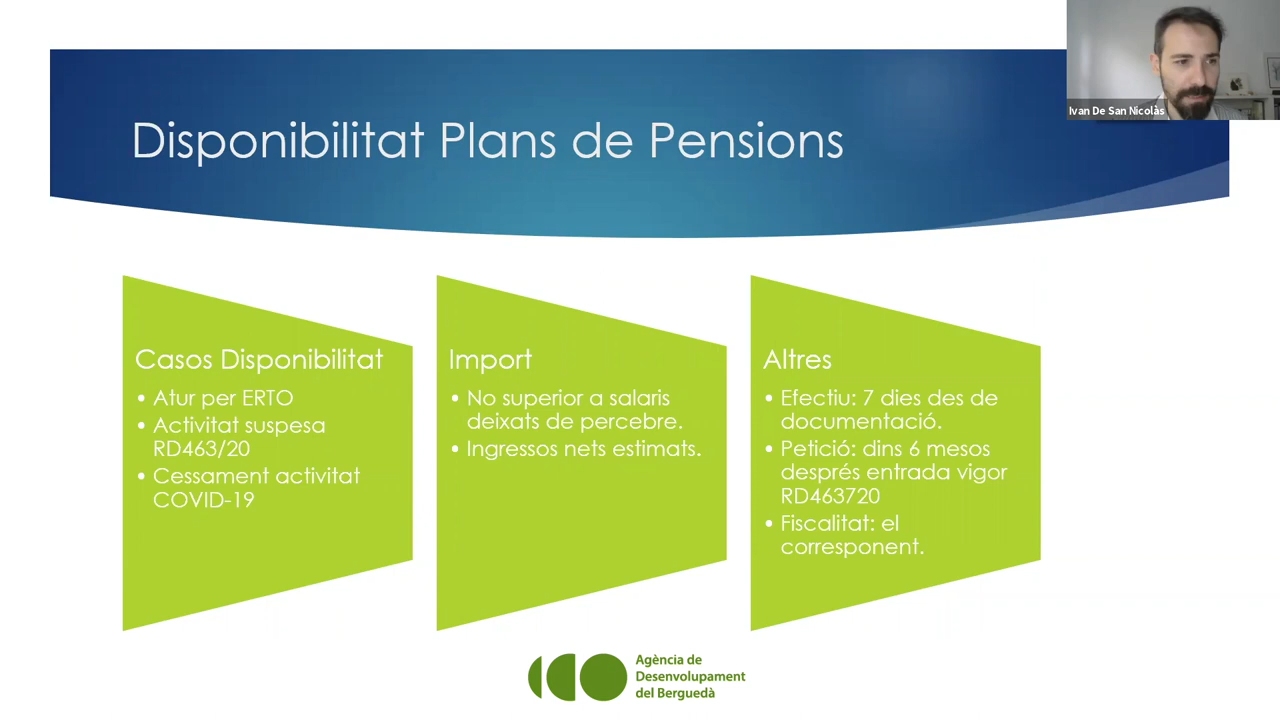 Ivan De San Nicolàs
Disponibilitat Plans de Pensions
Casos Disponibilitat
• Atur per ERTO
• Activitat suspesa
RD463/20
• Cessament activitat
COVID-19
Import
• No superior a salaris
deixats de percebre.
• Ingressos nets estimats.
Altres
• Efectiu: 7 dies des de
documentació.
• Petició: dins 6 mesos
després entrada vigor
RD463720
• Fiscalitat: el
corresponent.
Agència de
Desenvolupament
del Berguedà